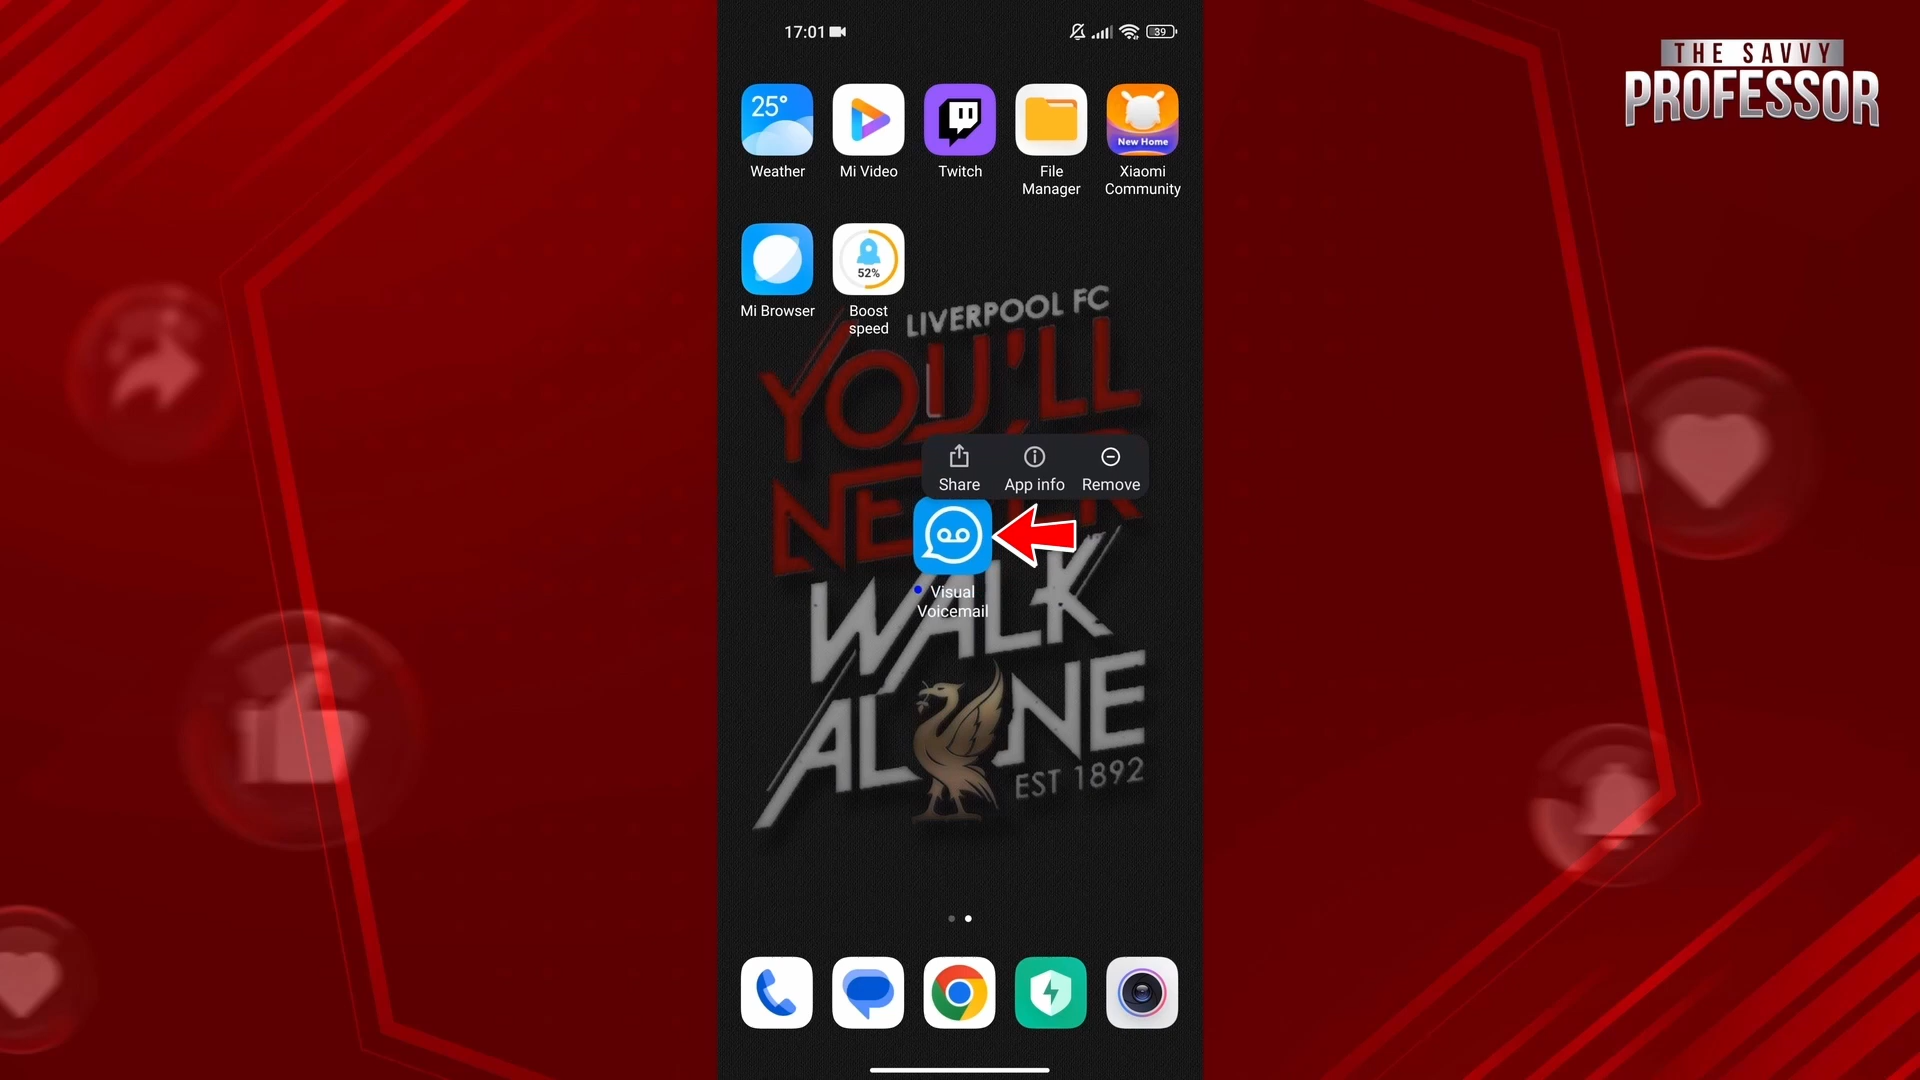 THE SAVVY
PROFESSOR
17:01
39
25°
New Home
Weather
Mi Video
Twitch
File
Manager
Xiaomi
Community
52%
Mi Browser
Boost
speed
LIVERPOOL FC
YOU'LL
Share
App info
Remove
Visual
Voicemail
WALK
ALONE
EST 1892